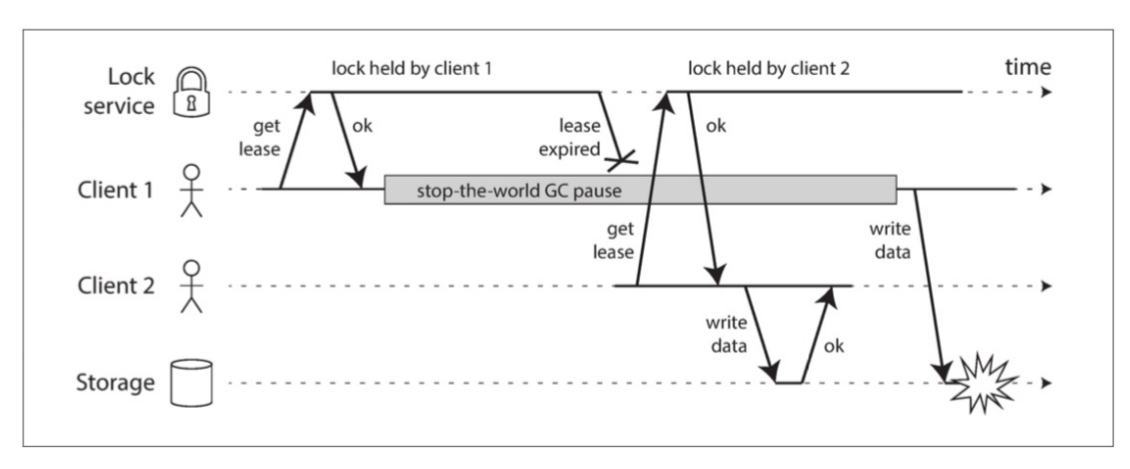 lock held by client 1
lock held by client 2
time
Lock
service
get
lease
ok
lease
expired
ok
Client 1
stop-the-world GC pause
get
lease
write
data
Client 2
write
data
ok
Storage